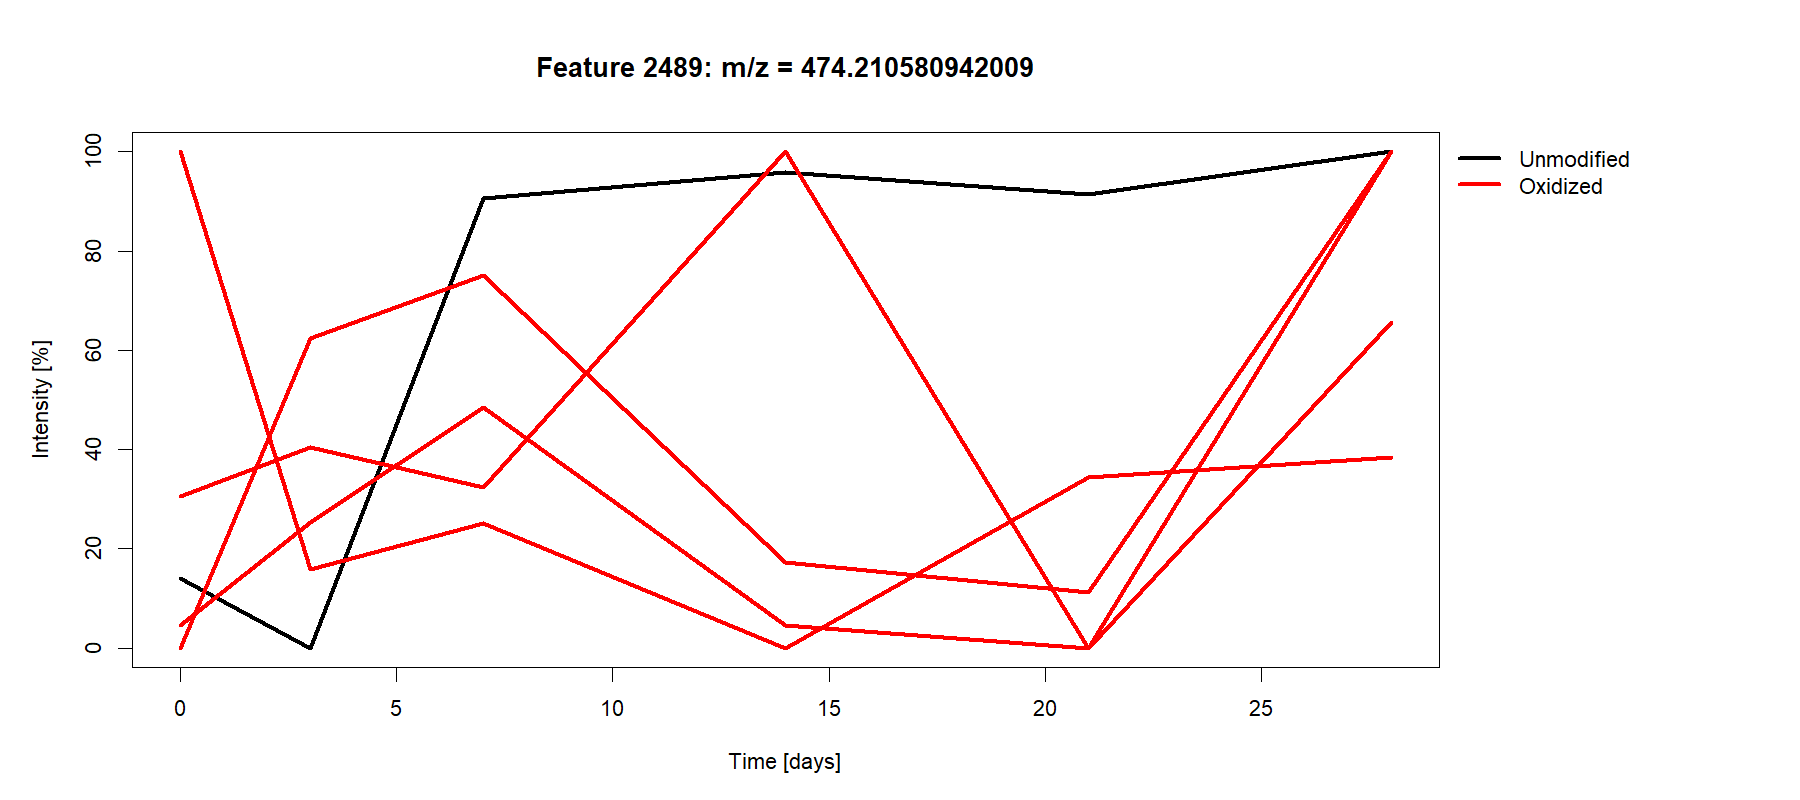 Feature 2489: m/z = 474.210580942009
Unmodified
Oxidized
Intensity [%]
100
80
60
40
20
0
0 5 10 15 20 25
Time [days]